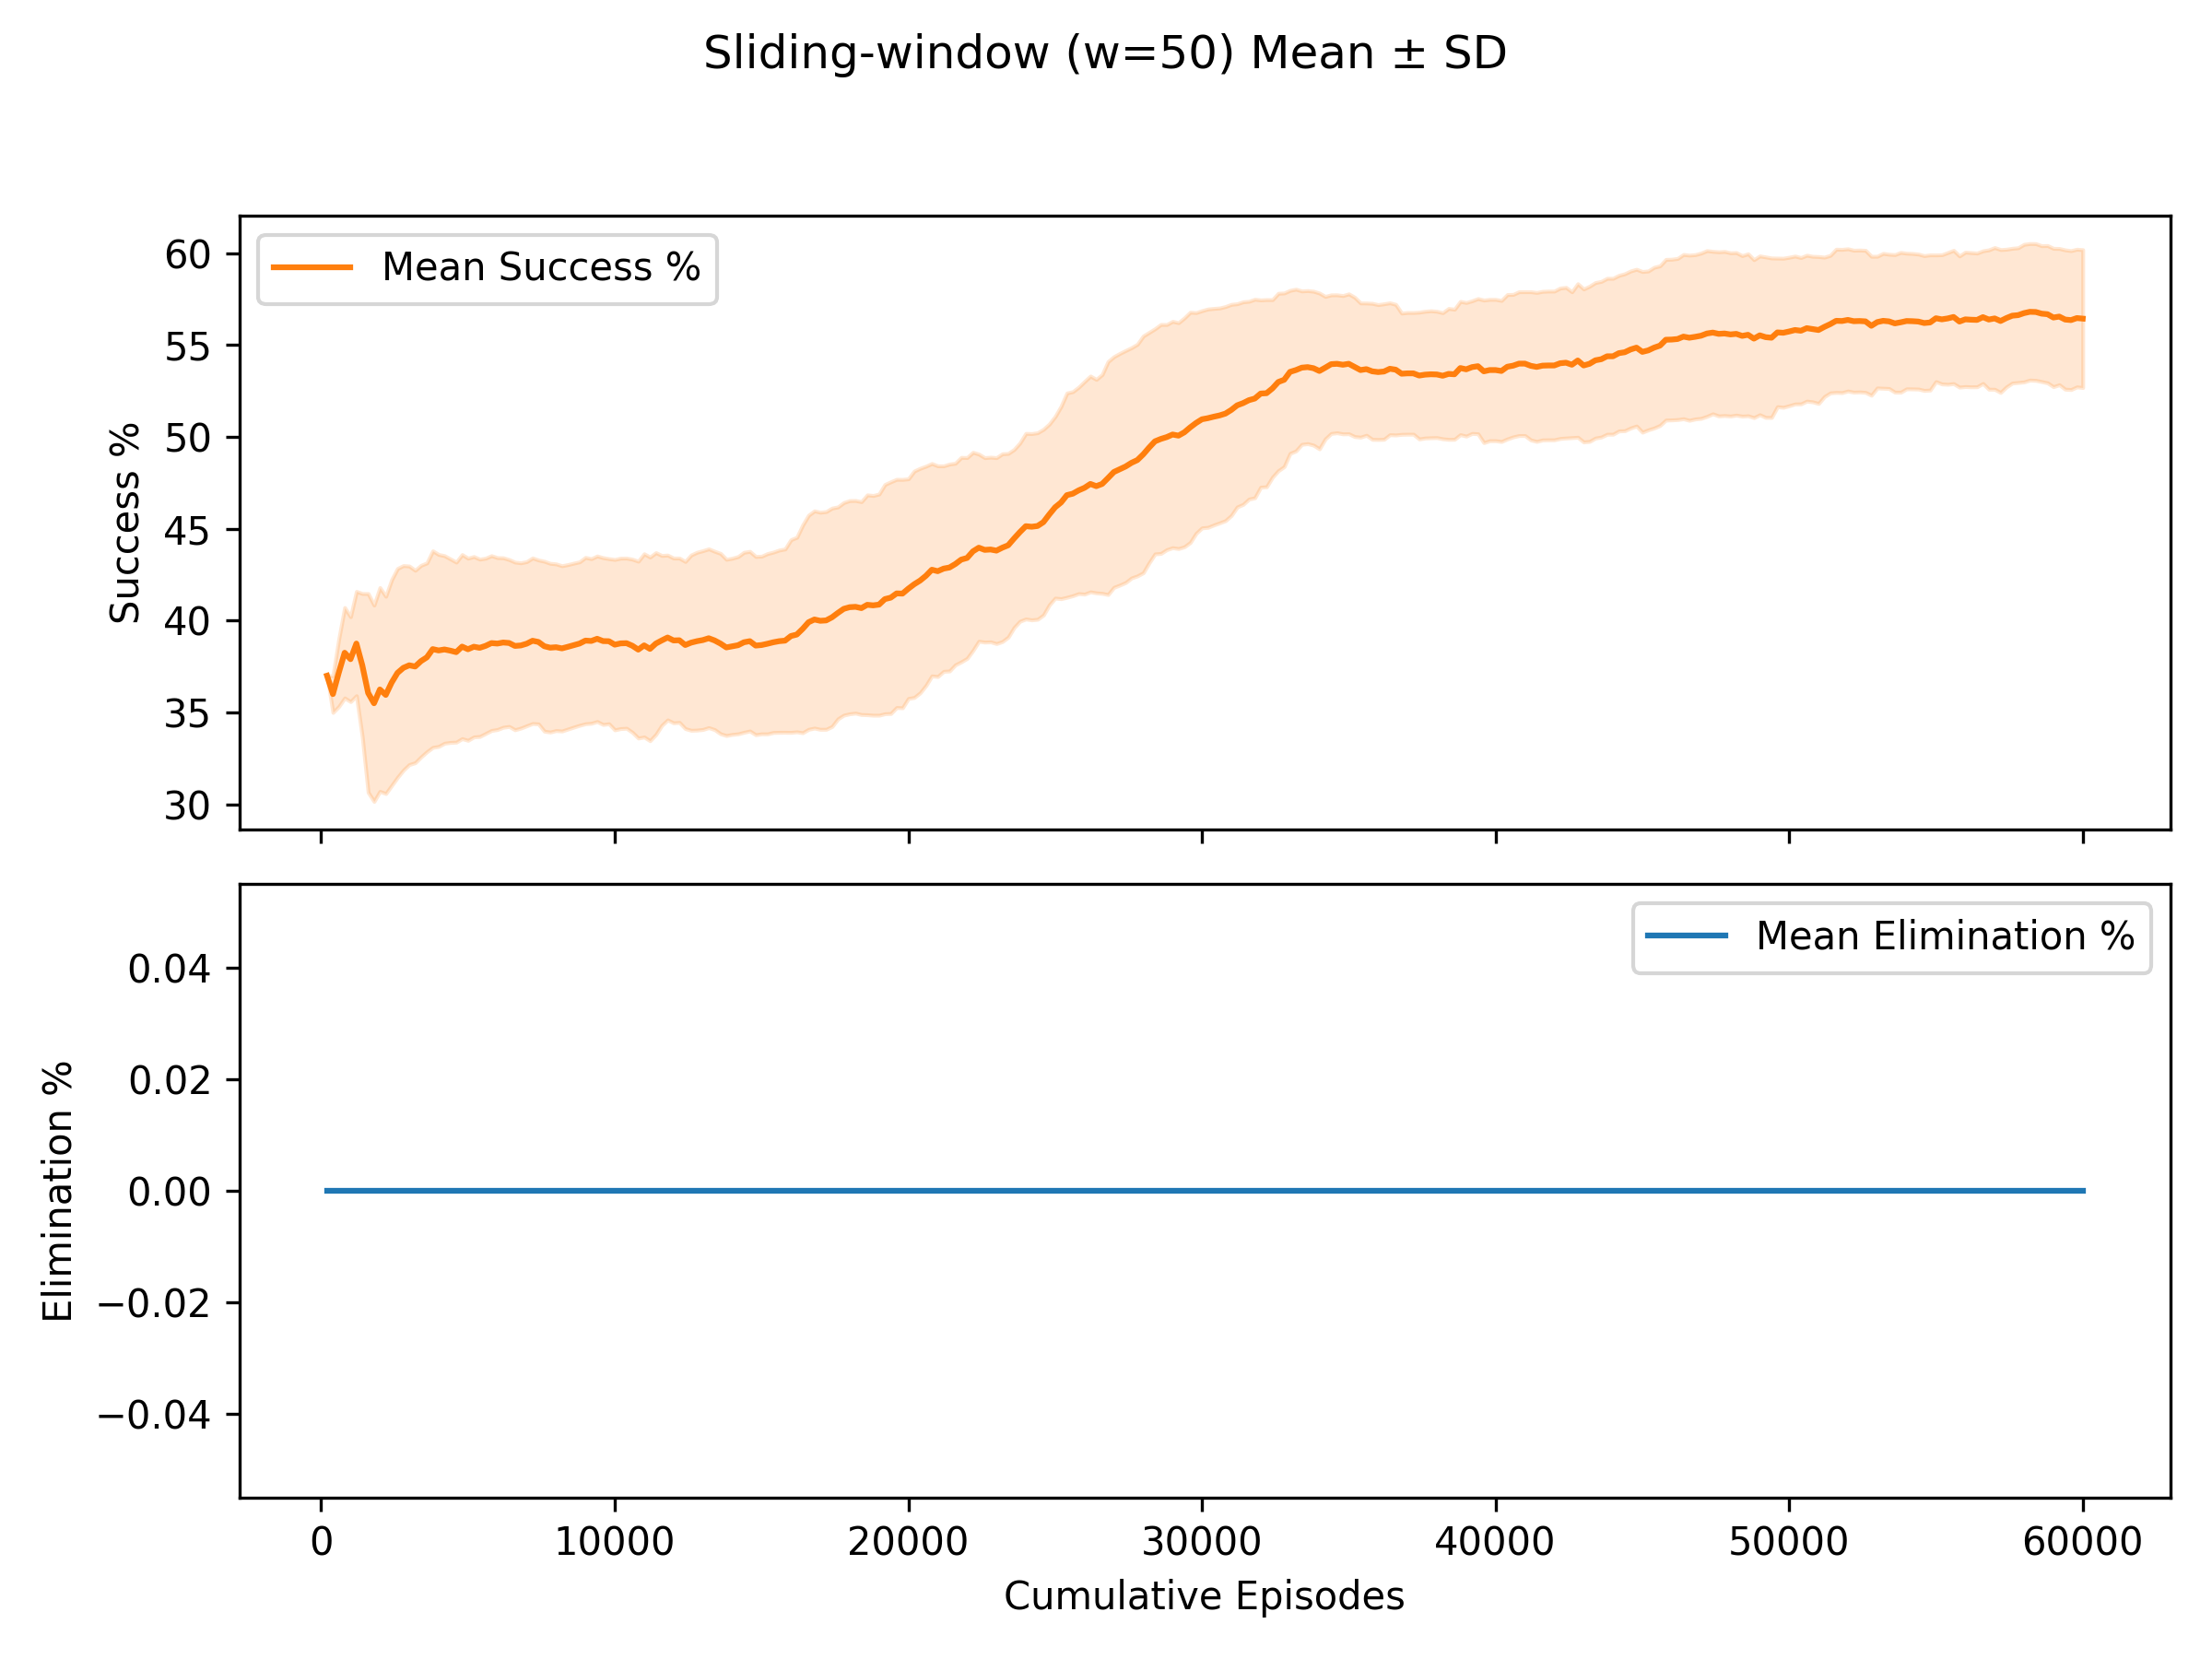 Sliding-window (w=50) Mean ± SD
Mean Success %
Success %
60
55
50
45
40
35
30
Mean Elimination %
Elimination %
0.04
0.02
0.00
−0.02
−0.04
0 10000 20000 30000 40000 50000 60000
Cumulative Episodes